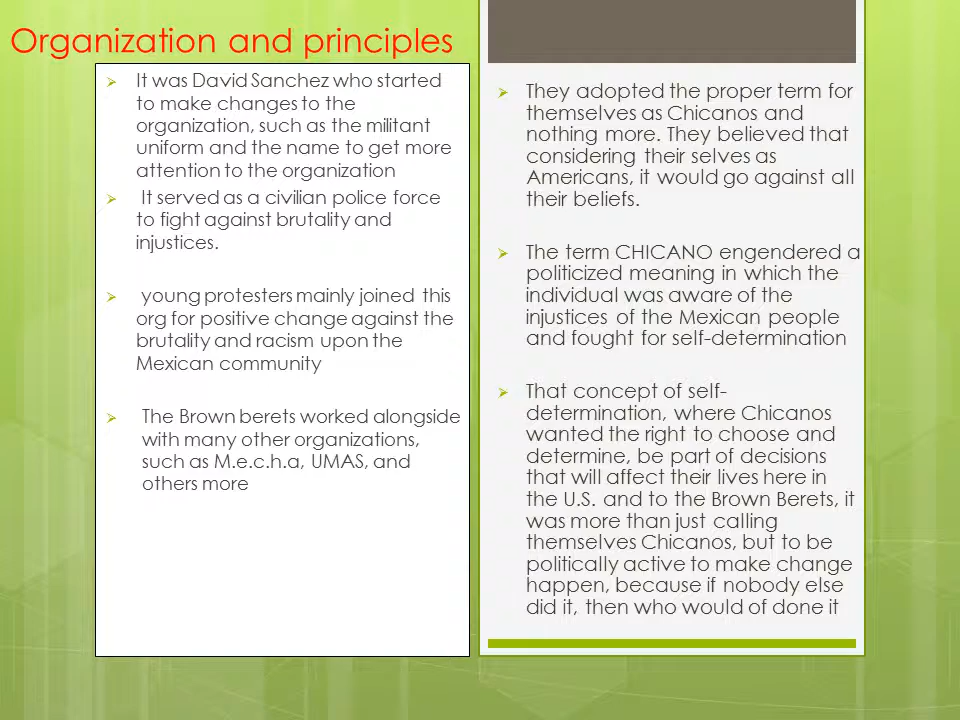 Organization and principles
It was David Sanchez who started
to make changes to the
organization, such as the militant
uniform and the name to get more
attention to the organization
It served as a civilian police force
to fight against brutality and
injustices.
young protesters mainly joined this
org for positive change against the
brutality and racism upon the
Mexican community
The Brown berets worked alongside
with many other organizations,
such as M.e.c.h.a, UMAS, and
others more
They adopted the proper term for
themselves as Chicanos and
nothing more. They believed that
considering their selves as
Americans, it would go against all
their beliefs.
The term CHICANO engendered a
politicized meaning in which the
individual was aware of the
injustices of the Mexican people
and fought for self-determination
That concept of self-
determination, where Chicanos
wanted the right to choose and
determine, be part of decisions
that will affect their lives here in
the U.S. and to the Brown Berets, it
was more than just calling
themselves Chicanos, but to be
politically active to make change
happen, because if nobody else
did it, then who would of done it